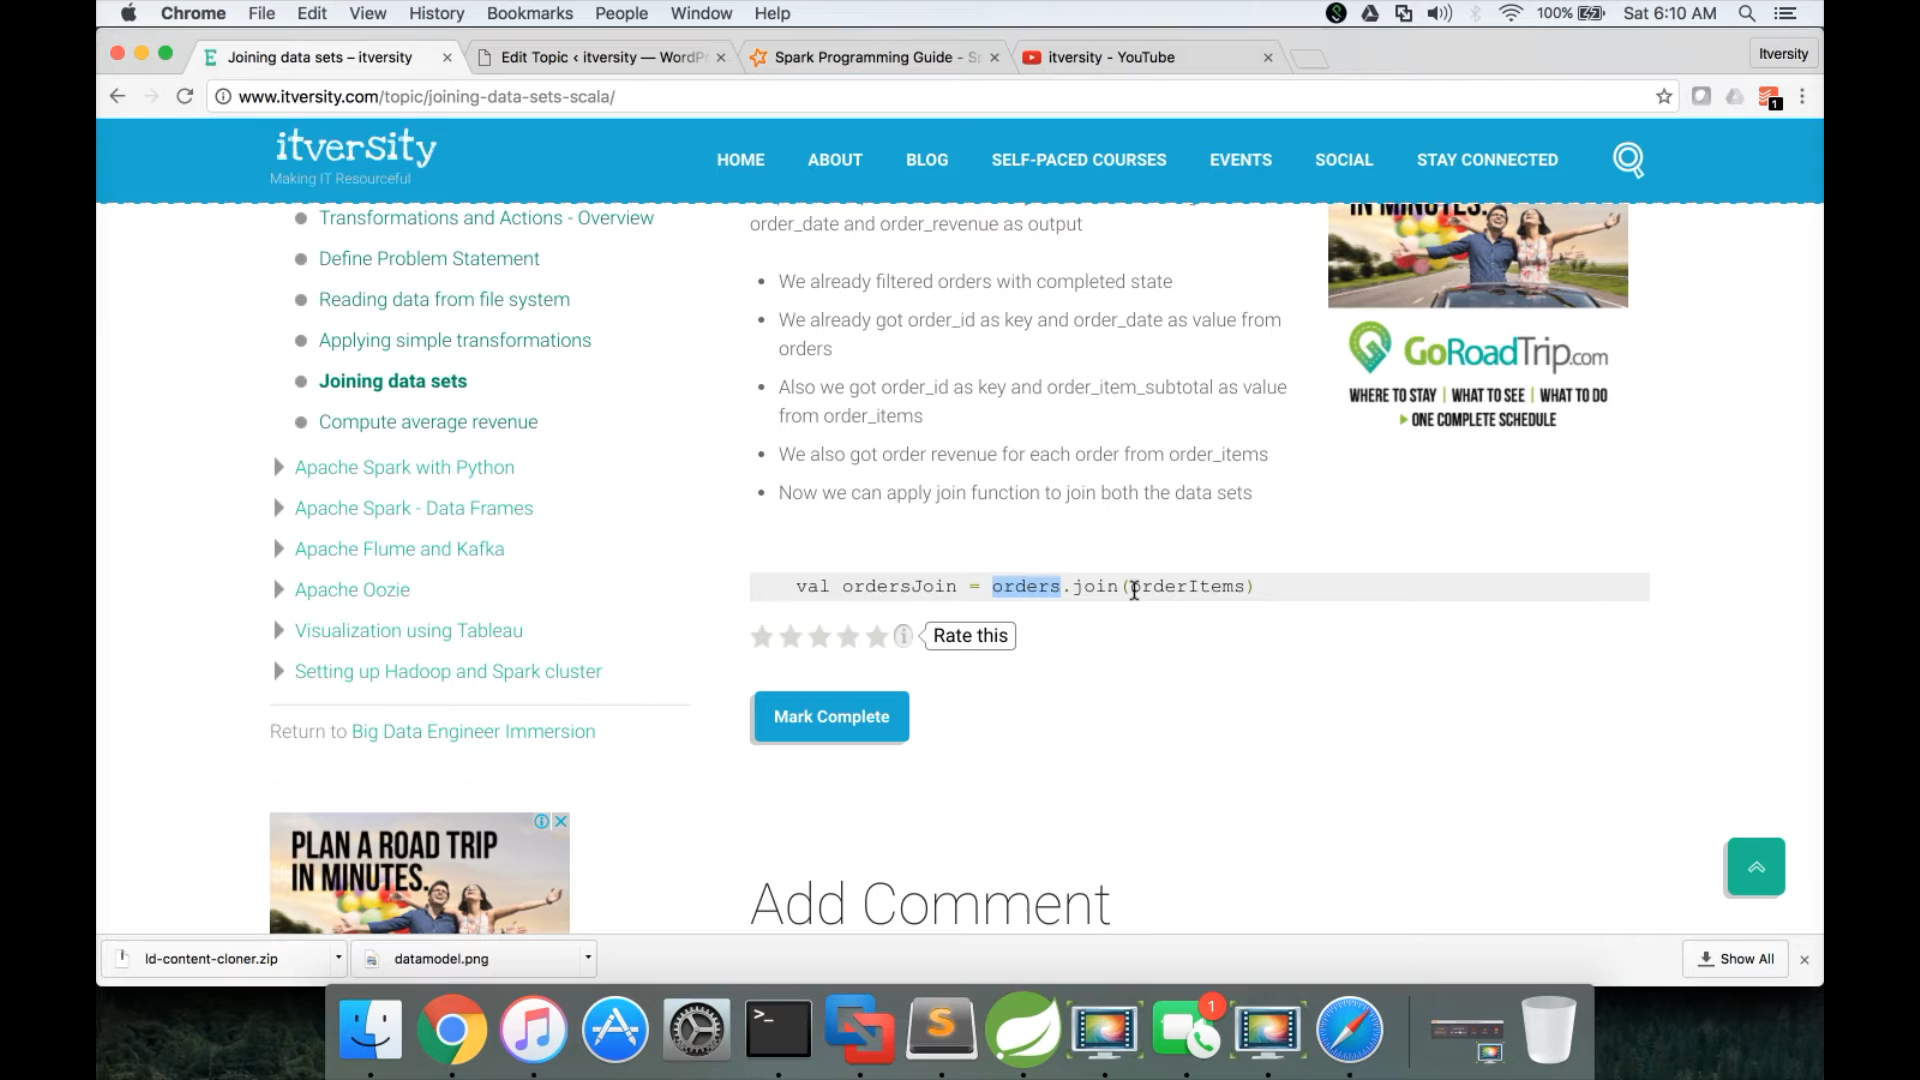 Chrome File Edit View History Bookmarks People Window Help 100% Sat 6:10 AM
Joining data sets – itversity
Edit Topic ‹ itversity — WordPr
Spark Programming Guide - S
itversity - YouTube
Itversity
www.itversity.com/topic/joining-data-sets-scala/
1
itversity
Making IT Resourceful
HOME ABOUT BLOG SELF-PACED COURSES EVENTS SOCIAL STAY CONNECTED
Transformations and Actions - Overview
Define Problem Statement
Reading data from file system
Applying simple transformations
Joining data sets
Compute average revenue
Apache Spark with Python
Apache Spark - Data Frames
Apache Flume and Kafka
Apache Oozie
Visualization using Tableau
Setting up Hadoop and Spark cluster
Return to Big Data Engineer Immersion
PLAN A ROAD TRIP
IN MINUTES.
order_date and order_revenue as output
We already filtered orders with completed state
We already got order_id as key and order_date as value from
orders
Also we got order_id as key and order_item_subtotal as value
from order_items
We also got order revenue for each order from order_items
Now we can apply join function to join both the data sets
val ordersJoin = orders.join(orderItems)
Rate this
Mark Complete
Add Comment
IN MINUTES.
GoRoadTrip.com
WHERE TO STAY | WHAT TO SEE | WHAT TO DO
ONE COMPLETE SCHEDULE
ld-content-cloner.zip
datamodel.png
Show All
1